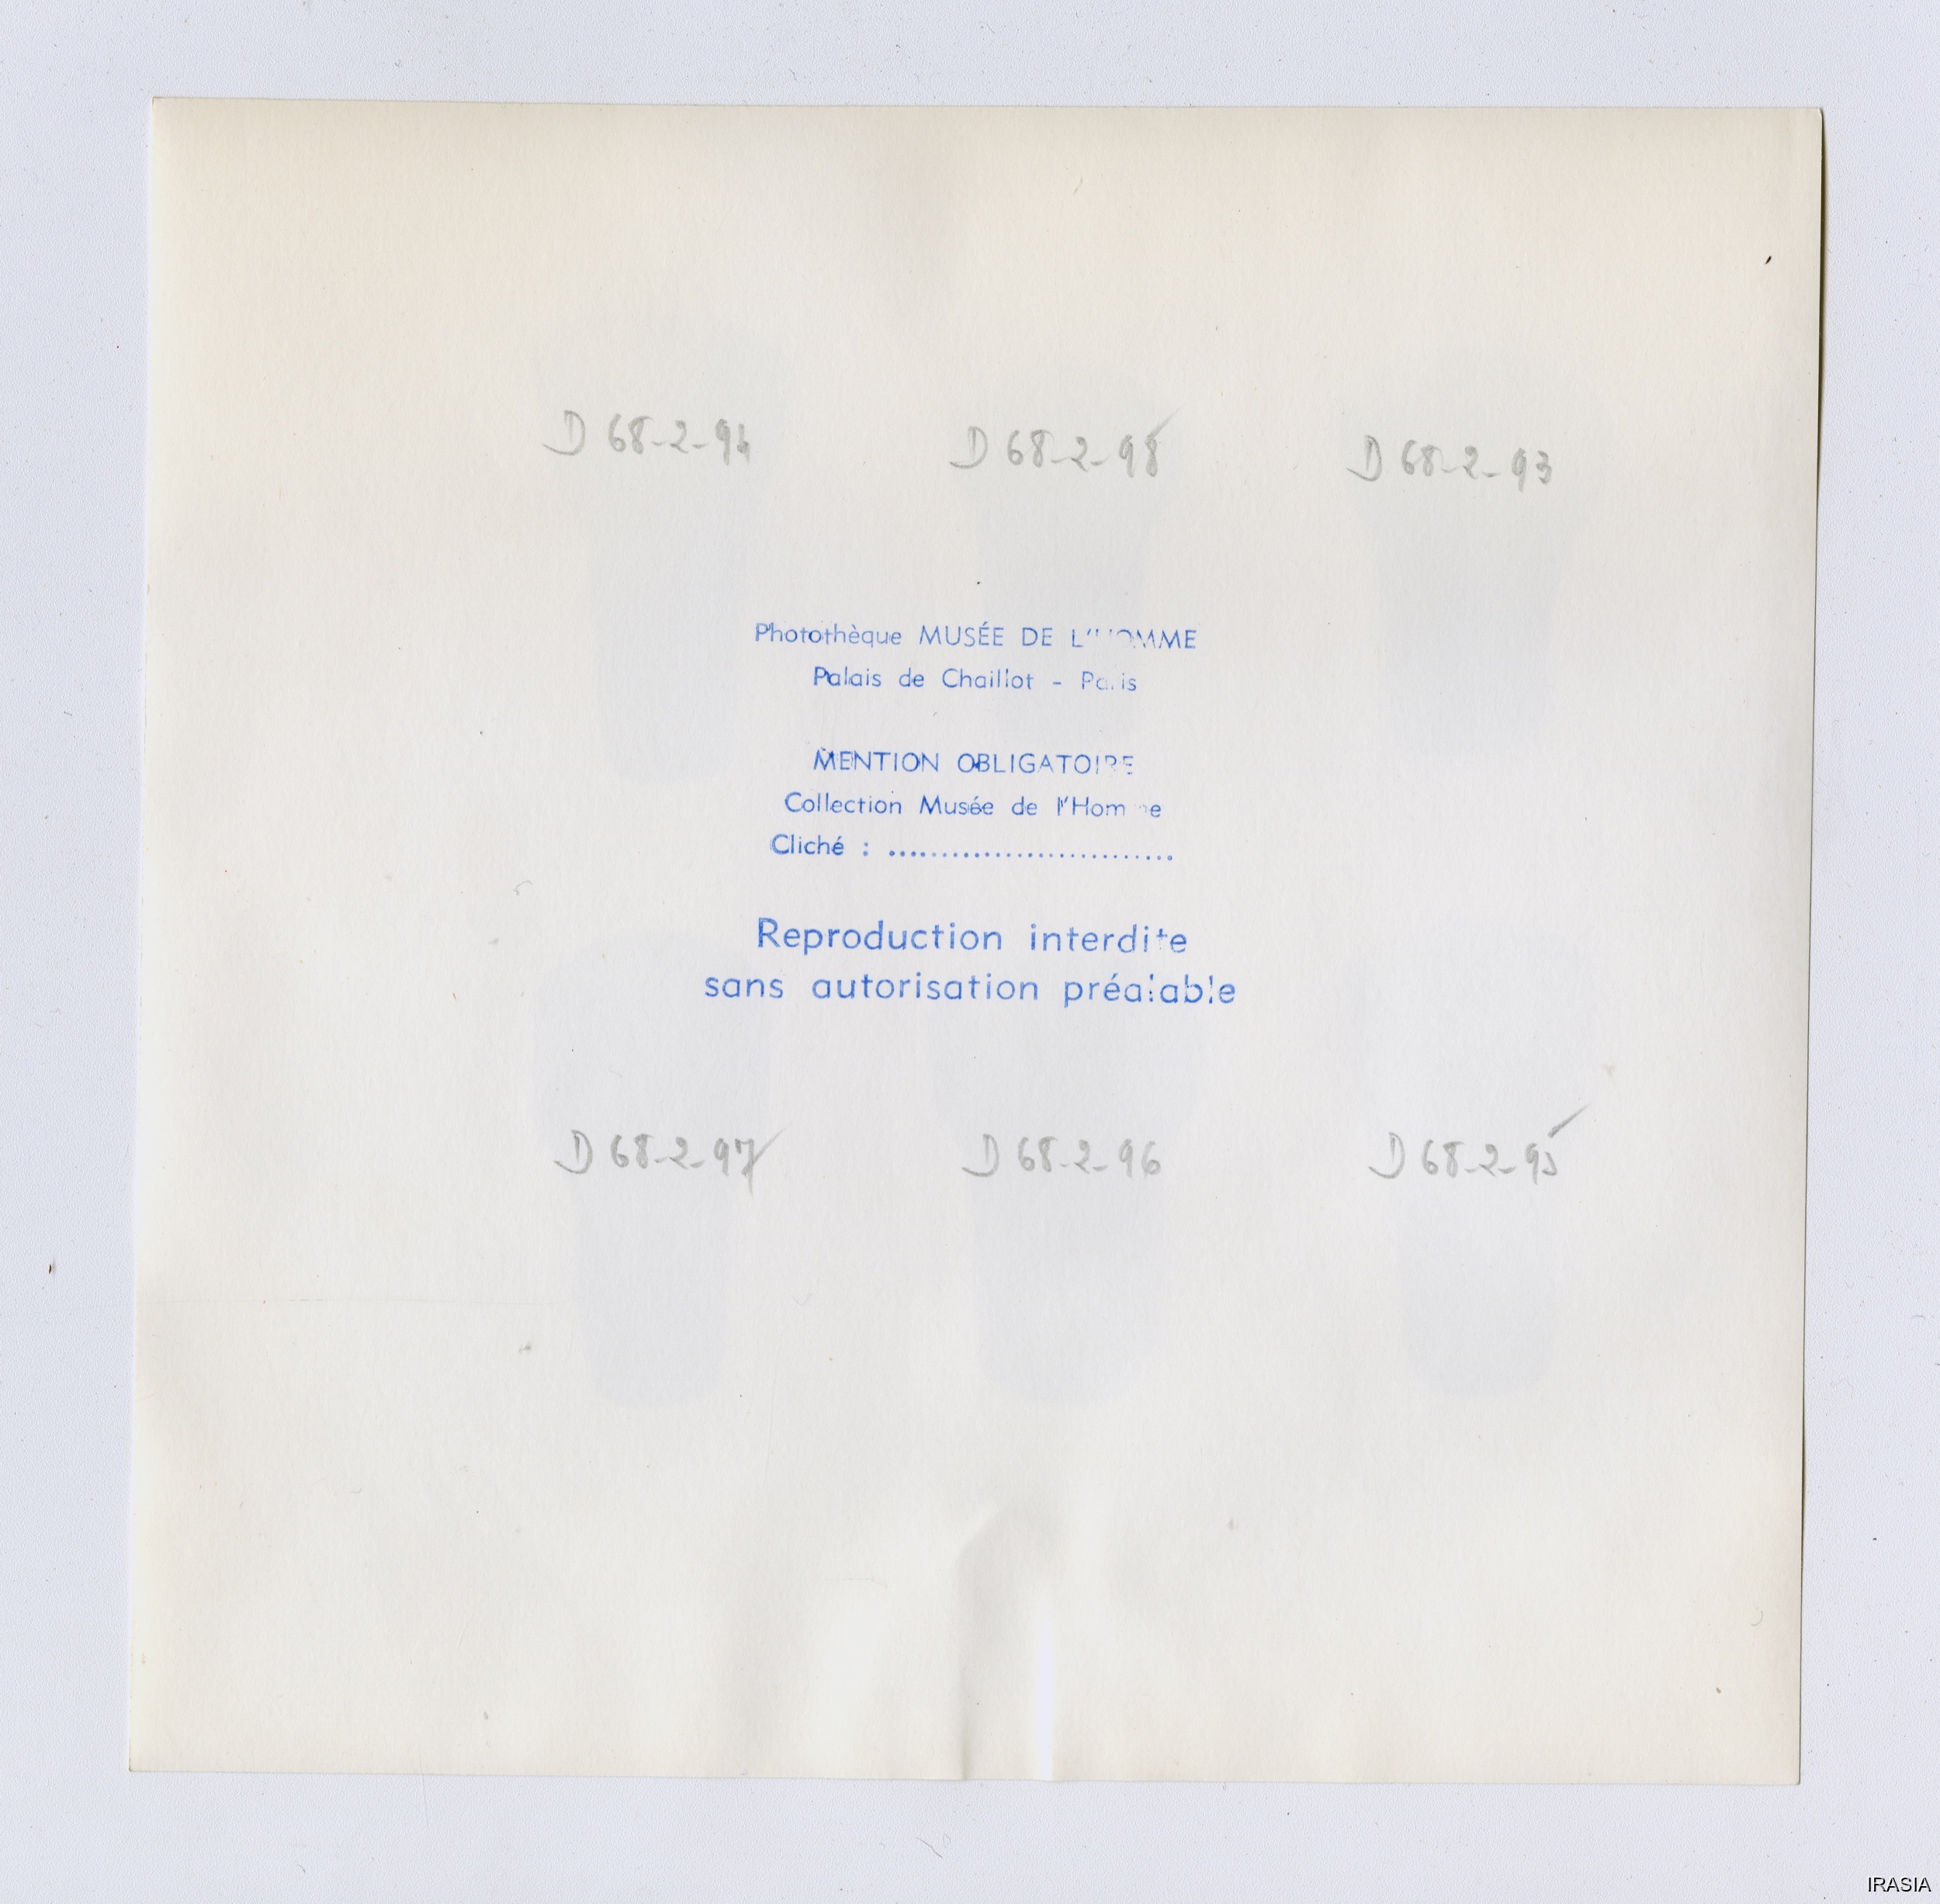 D 68-2-94 D 68-2-98 D 68-2-93
Photothèque MUSÉE DE L'HOMME
Palais de Chaillot - Paris
MENTION OBLIGATOIRE
Collection Musée de l'Homme
Cliché : ...........................
Reproduction interdite
sans autorisation préalable
D 68-2-97 D 68-2-96 D 68-2-95
IRASIA